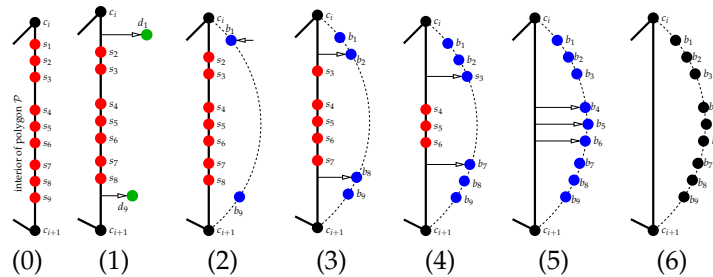 interior of polygon P
c_i
s_1
s_2
s_3
s_4
s_5
s_6
s_7
s_8
s_9
c_{i+1}
(0)
c_i
d_1
s_2
s_3
s_4
s_5
s_6
s_7
s_8
d_9
c_{i+1}
(1)
c_i
b_1
s_2
s_3
s_4
s_5
s_6
s_7
s_8
b_9
c_{i+1}
(2)
c_i
b_1
b_2
s_3
s_4
s_5
s_6
s_7
b_8
b_9
c_{i+1}
(3)
c_i
b_1
b_2
s_3
s_4
s_5
s_6
b_7
b_8
b_9
c_{i+1}
(4)
c_i
b_1
b_2
b_3
b_4
b_5
b_6
b_7
b_8
b_9
c_{i+1}
(5)
c_i
b_1
b_2
b_3
b_7
b_8
b_9
c_{i+1}
(6)